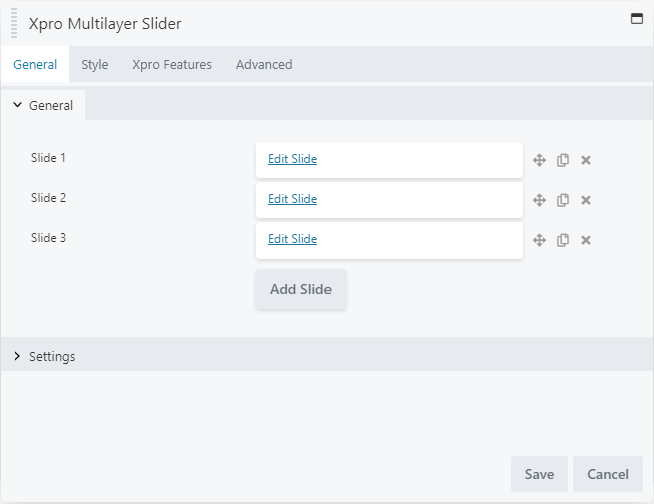 Xpro Multilayer Slider
General Style Xpro Features Advanced
General
Slide 1 Edit Slide
Slide 2 Edit Slide
Slide 3 Edit Slide
Add Slide
Settings
Save Cancel